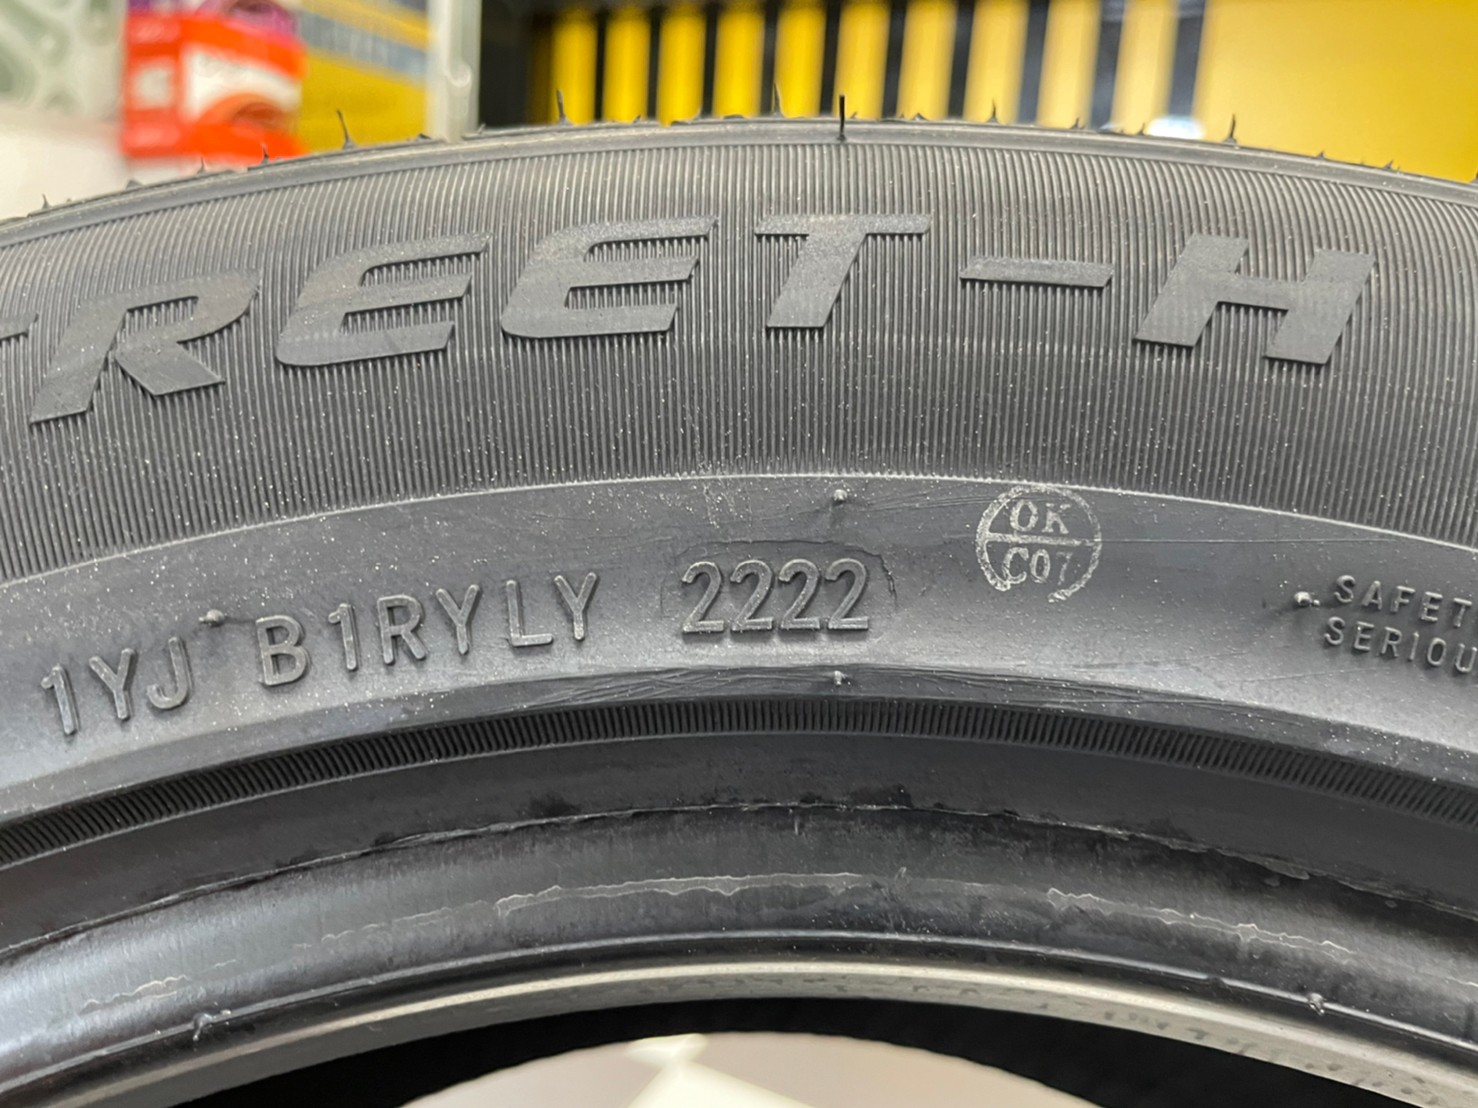 REET-H
1YJ B1RYLY 2222
OK
C07
SAFET
SERIOU